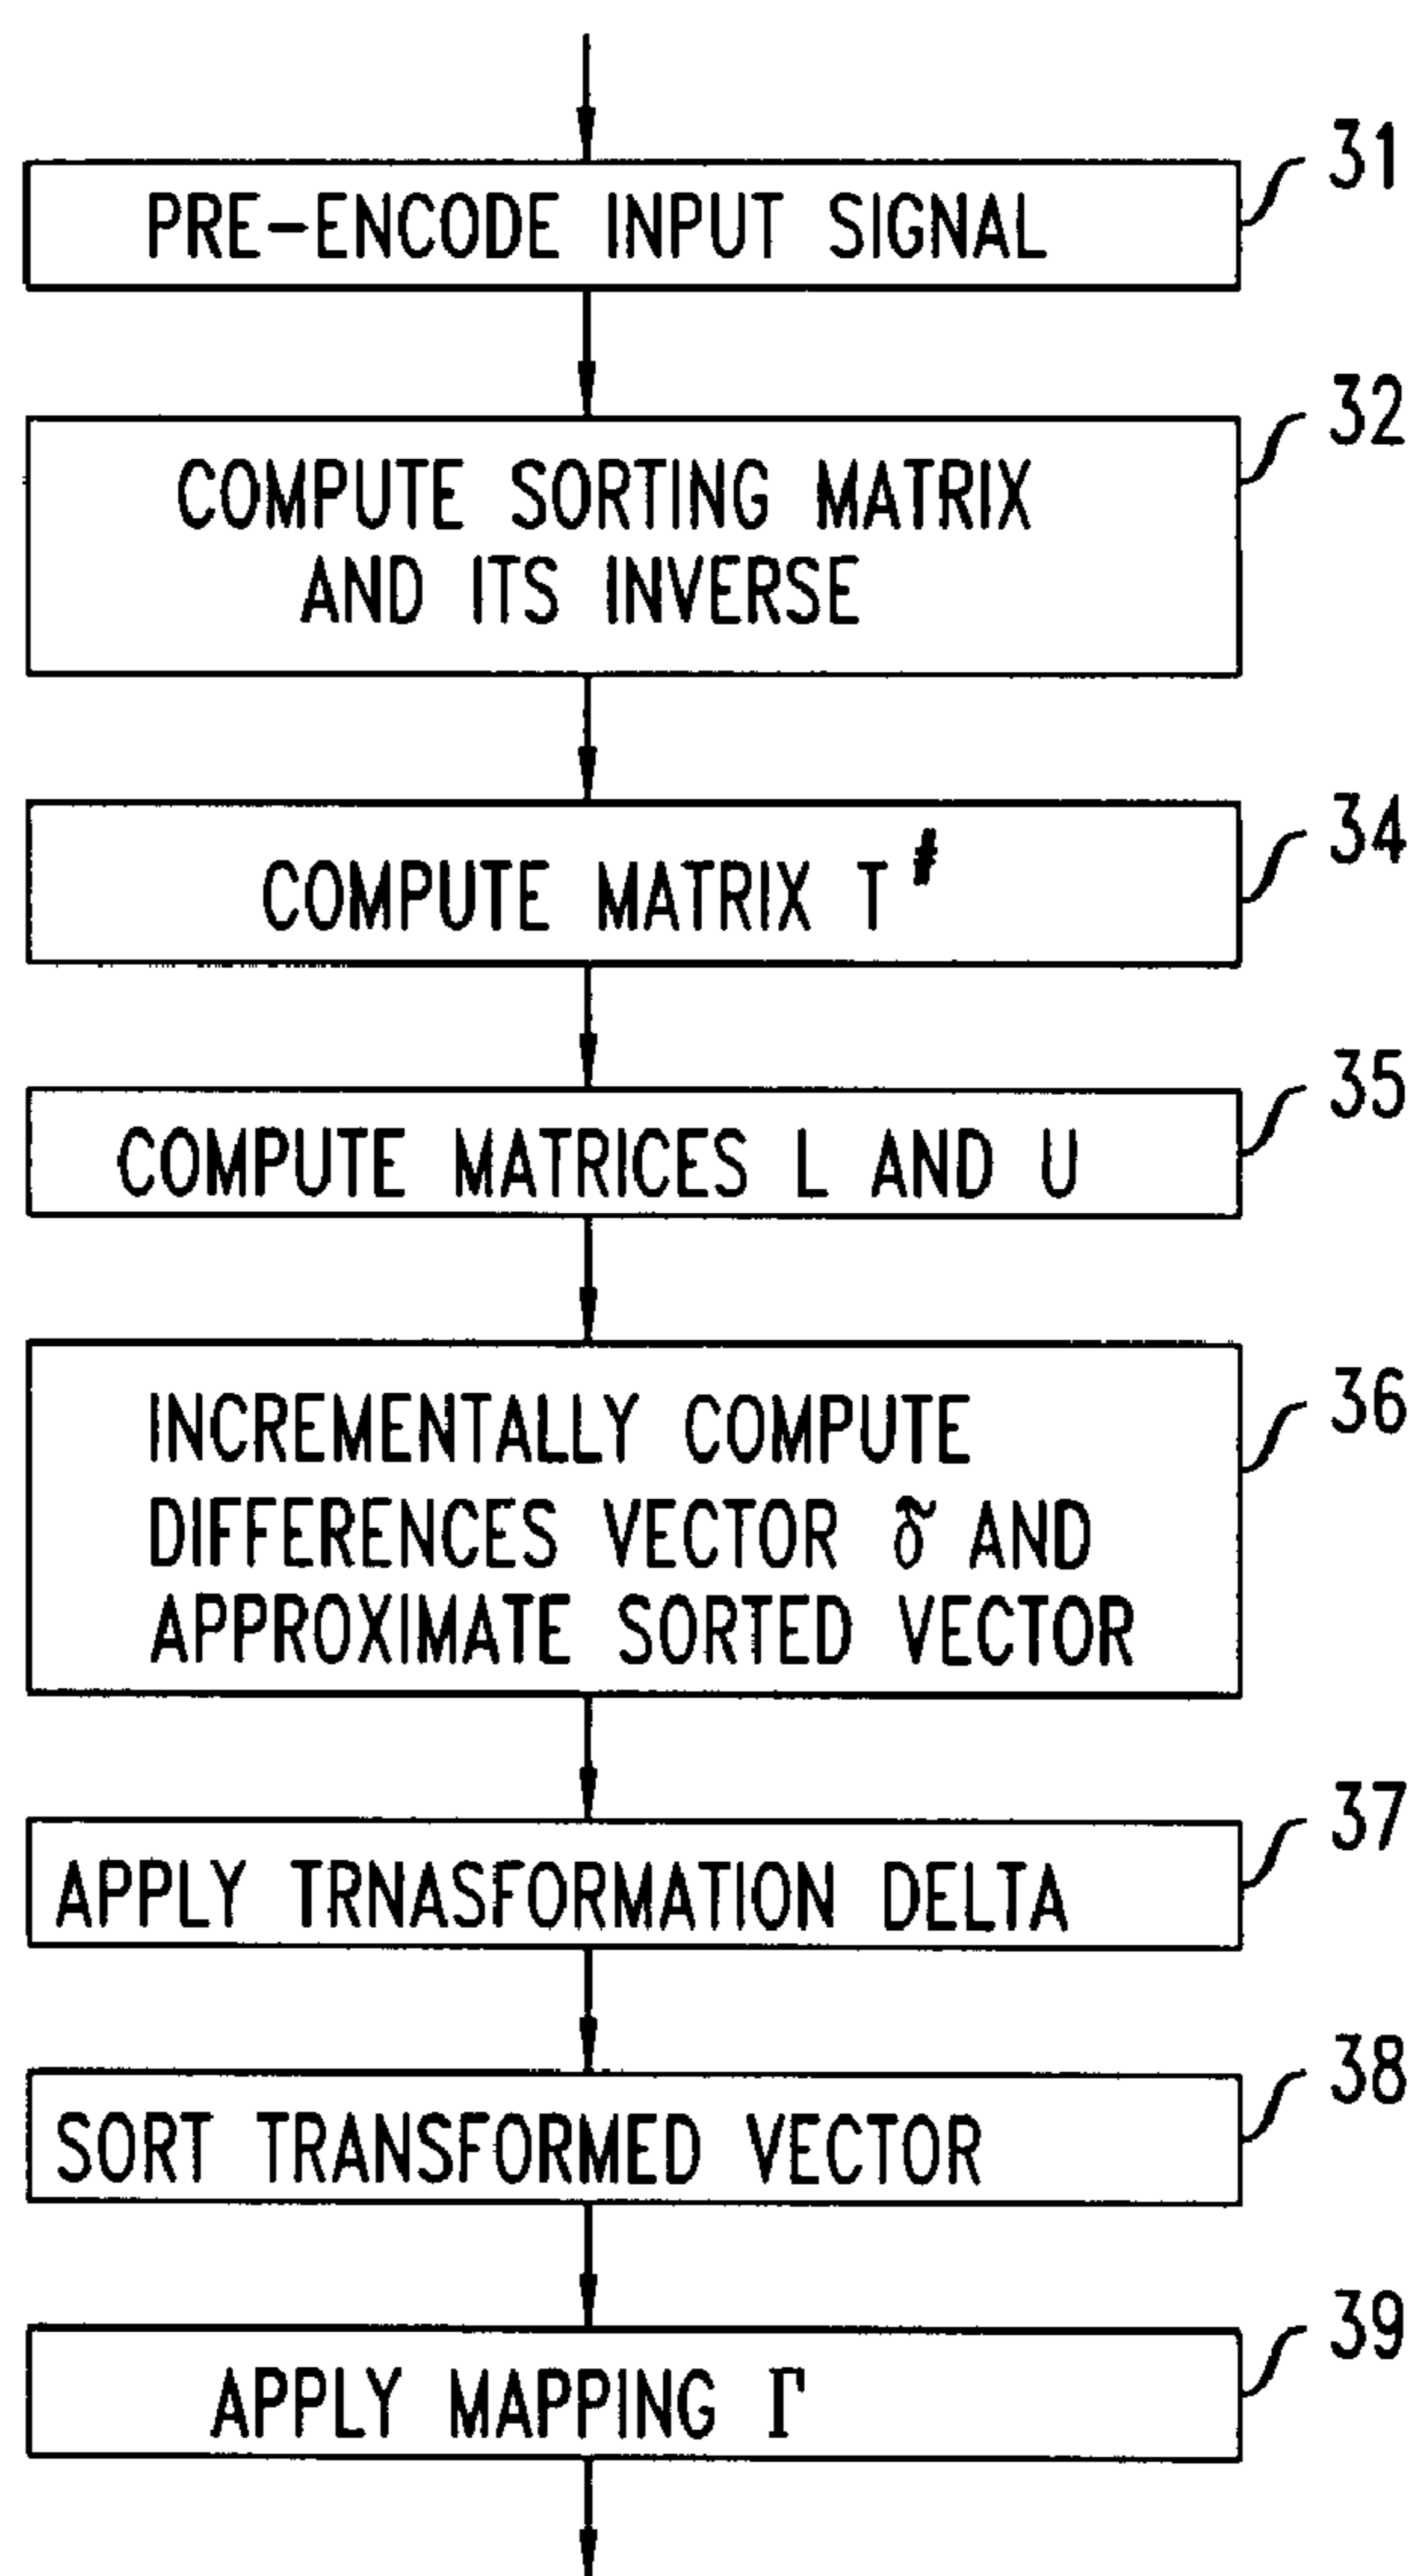 31
PRE-ENCODE INPUT SIGNAL
32
COMPUTE SORTING MATRIX
AND ITS INVERSE
34
COMPUTE MATRIX T#
35
COMPUTE MATRICES L AND U
36
INCREMENTALLY COMPUTE
DIFFERENCES VECTOR δ̃ AND
APPROXIMATE SORTED VECTOR
37
APPLY TRNASFORMATION DELTA
38
SORT TRANSFORMED VECTOR
39
APPLY MAPPING Γ